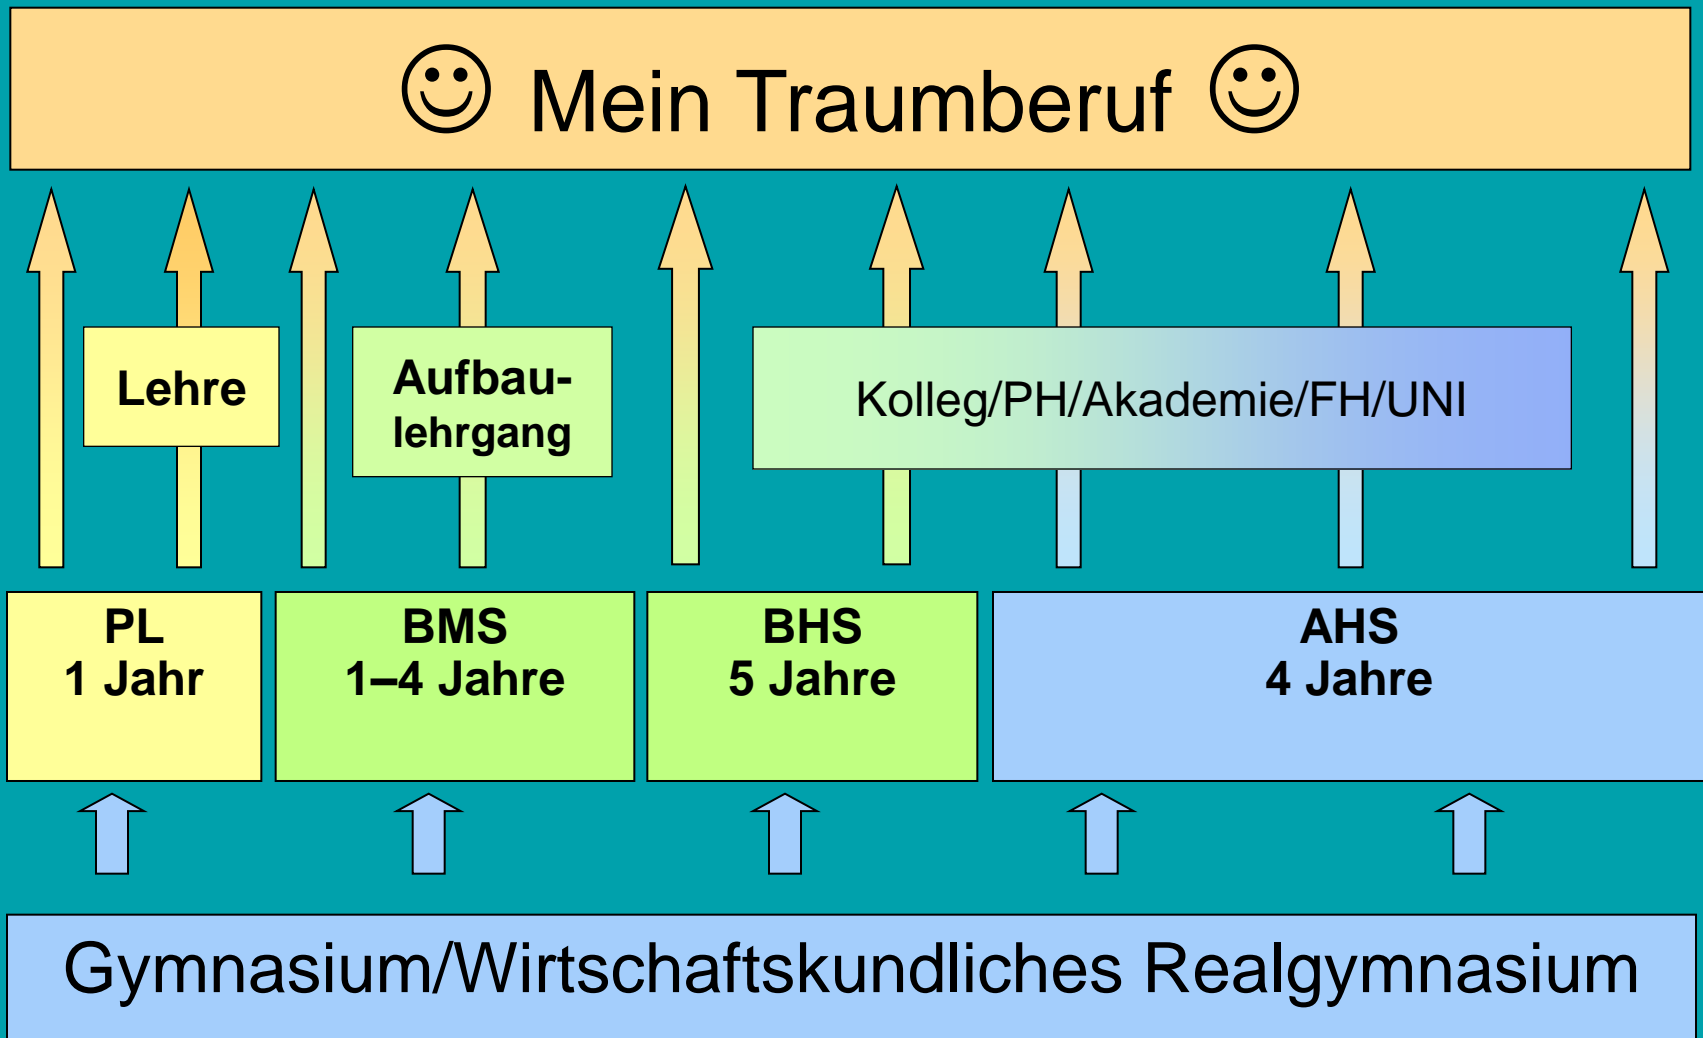 ☺ Mein Traumberuf ☺
Lehre
Aufbau-
lehrgang
Kolleg/PH/Akademie/FH/UNI
PL
1 Jahr
BMS
1–4 Jahre
BHS
5 Jahre
AHS
4 Jahre
Gymnasium/Wirtschaftskundliches Realgymnasium